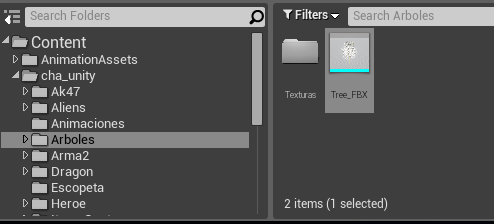 Search Folders
Content
AnimationAssets
cha_unity
Ak47
Aliens
Animaciones
Arboles
Arma2
Dragon
Escopeta
Heroe
Filters
Search Arboles
Texturas
Tree_FBX
2 items (1 selected)